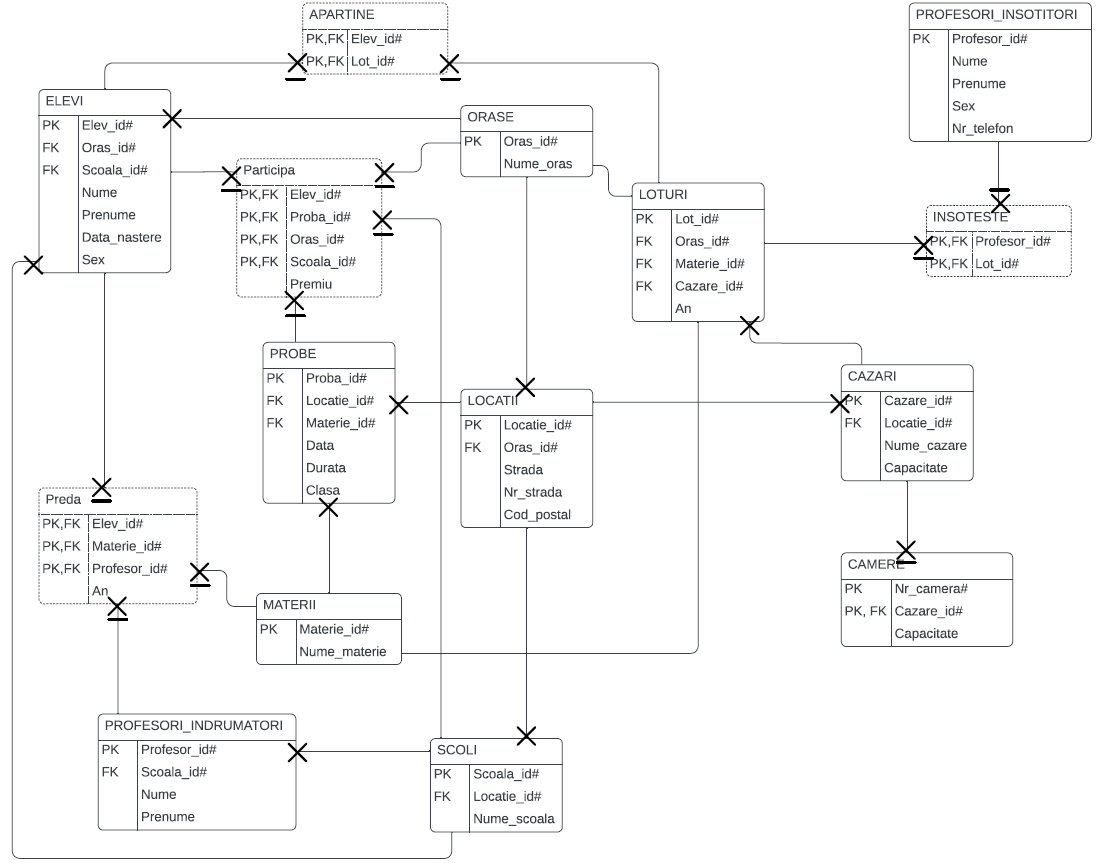 APARTINE
PK,FK Elev_id#
PK,FK Lot_id#
PROFESORI_INSOTITORI
PK Profesor_id#
Nume
Prenume
Sex
Nr_telefon
ELEVI
PK Elev_id#
FK Oras_id#
FK Scoala_id#
Nume
Prenume
Data_nastere
Sex
ORASE
PK Oras_id#
Nume_oras
Participa
PK,FK Elev_id#
PK,FK Proba_id#
PK,FK Oras_id#
PK,FK Scoala_id#
Premiu
LOTURI
PK Lot_id#
FK Oras_id#
FK Materie_id#
FK Cazare_id#
An
INSOTESTE
PK,FK Profesor_id#
PK,FK Lot_id#
PROBE
PK Proba_id#
FK Locatie_id#
FK Materie_id#
Data
Durata
Clasa
LOCATII
PK Locatie_id#
FK Oras_id#
Strada
Nr_strada
Cod_postal
CAZARI
PK Cazare_id#
FK Locatie_id#
Nume_cazare
Capacitate
Preda
PK,FK Elev_id#
PK,FK Materie_id#
PK,FK Profesor_id#
An
CAMERE
PK Nr_camera#
PK, FK Cazare_id#
Capacitate
MATERII
PK Materie_id#
Nume_materie
PROFESORI_INDRUMATORI
PK Profesor_id#
FK Scoala_id#
Nume
Prenume
SCOLI
PK Scoala_id#
FK Locatie_id#
Nume_scoala